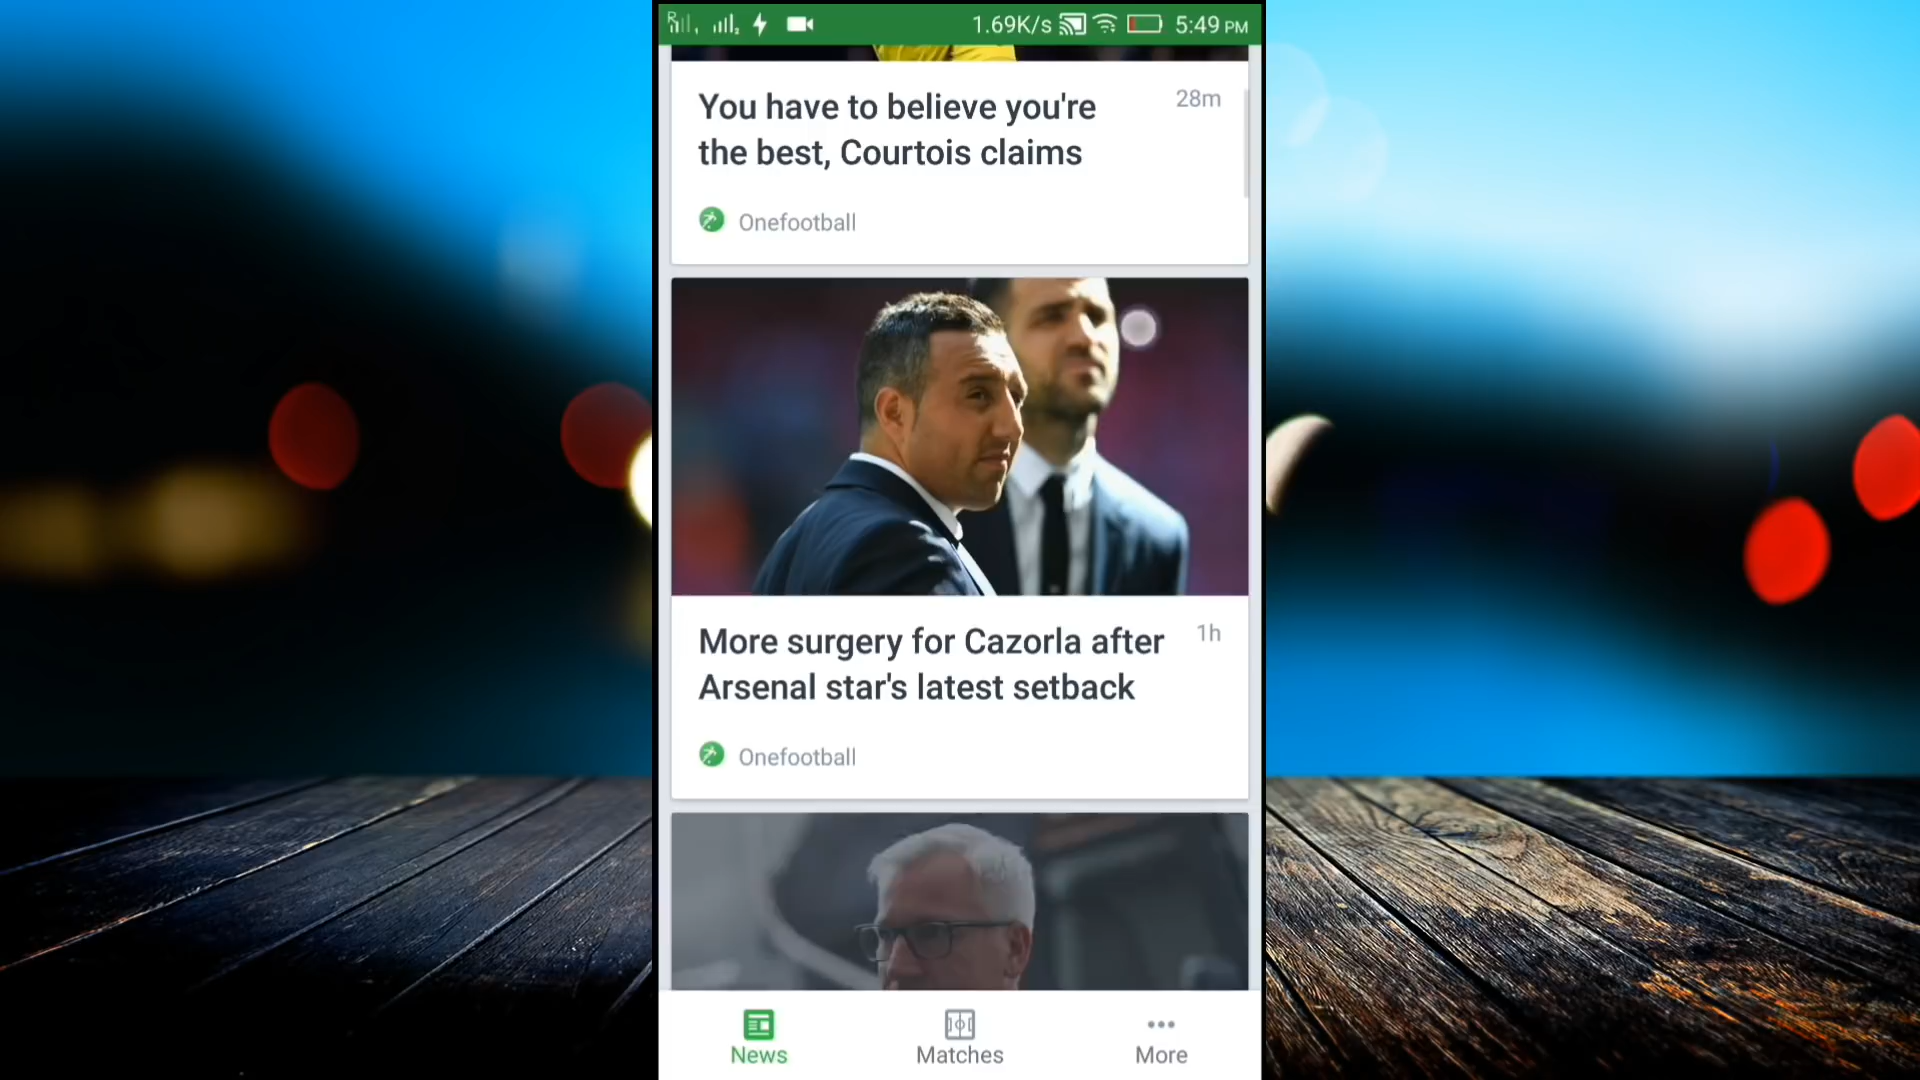 1.69K/s 5:49 PM
You have to believe you're 28m
the best, Courtois claims
Onefootball
More surgery for Cazorla after 1h
Arsenal star's latest setback
Onefootball
News Matches More